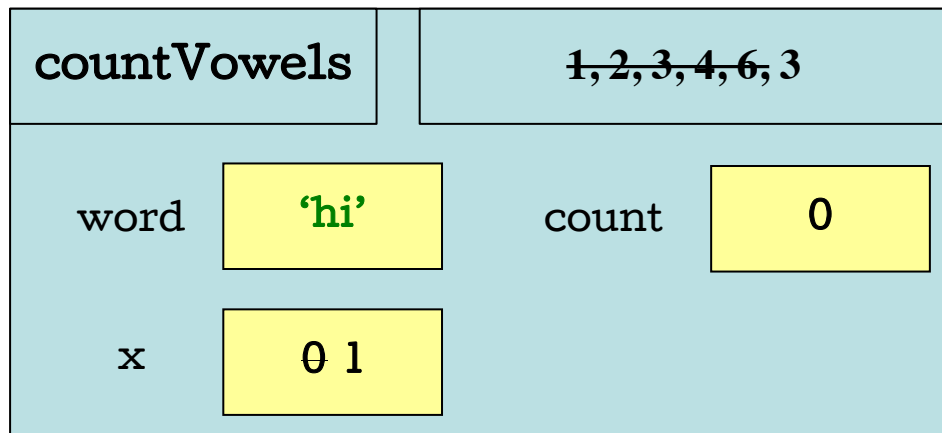 countVowels 1, 2, 3, 4, 6, 3
word ‘hi’ count 0
x 0 1